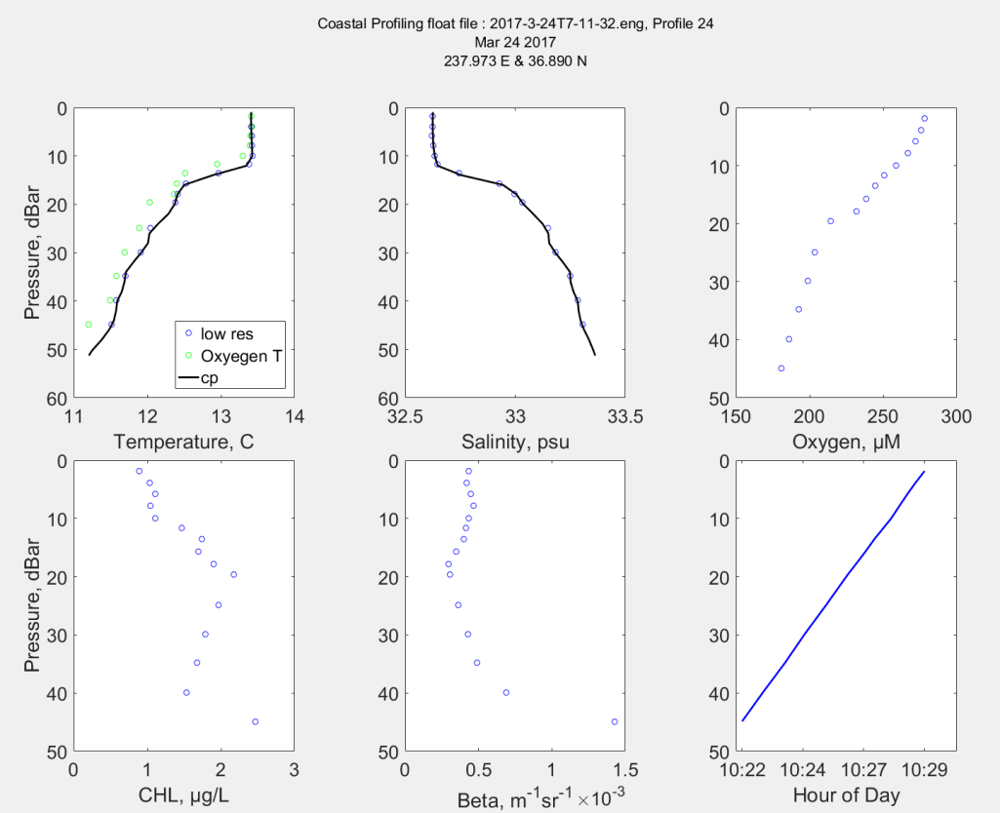 Coastal Profiling float file : 2017-3-24T7-11-32.eng, Profile 24
Mar 24 2017
237.973 E & 36.890 N
0
10
20
30
40
50
60
Pressure, dBar
11 12 13 14
Temperature, C
low res
Oxyegen T
cp
0
10
20
30
40
50
60
32.5 33 33.5
Salinity, psu
0
10
20
30
40
50
150 200 250 300
Oxygen, µM
0
10
20
30
40
50
Pressure, dBar
0 1 2 3
CHL, µg/L
0
10
20
30
40
50
0 0.5 1 1.5
Beta, m⁻¹sr⁻¹ ×10⁻³
0
10
20
30
40
50
10:22 10:24 10:27 10:29
Hour of Day